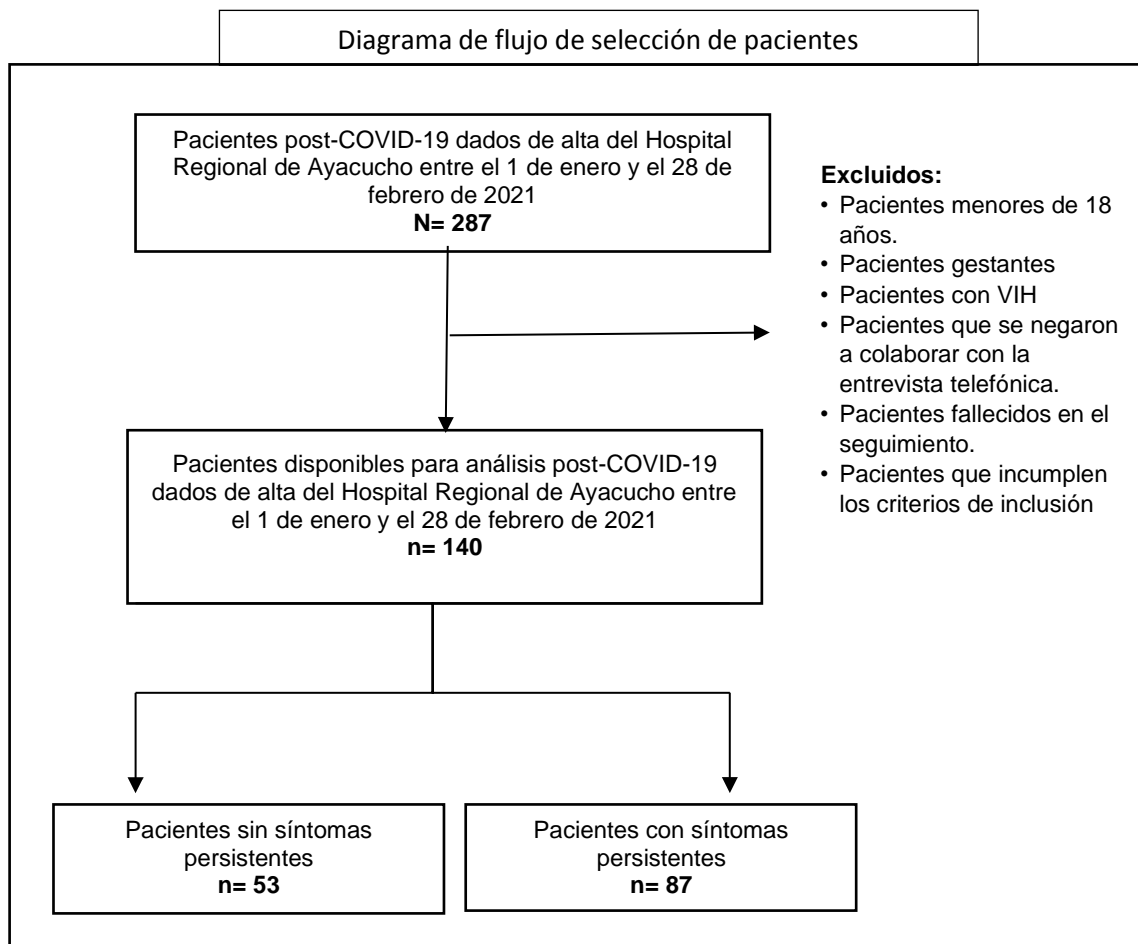 Diagrama de flujo de selección de pacientes
Pacientes post-COVID-19 dados de alta del Hospital
Regional de Ayacucho entre el 1 de enero y el 28 de
febrero de 2021
N= 287
Excluidos:
• Pacientes menores de 18
años.
• Pacientes gestantes
• Pacientes con VIH
• Pacientes que se negaron
a colaborar con la
entrevista telefónica.
• Pacientes fallecidos en el
seguimiento.
• Pacientes que incumplen
los criterios de inclusión
Pacientes disponibles para análisis post-COVID-19
dados de alta del Hospital Regional de Ayacucho entre
el 1 de enero y el 28 de febrero de 2021
n= 140
Pacientes sin síntomas
persistentes
n= 53
Pacientes con síntomas
persistentes
n= 87